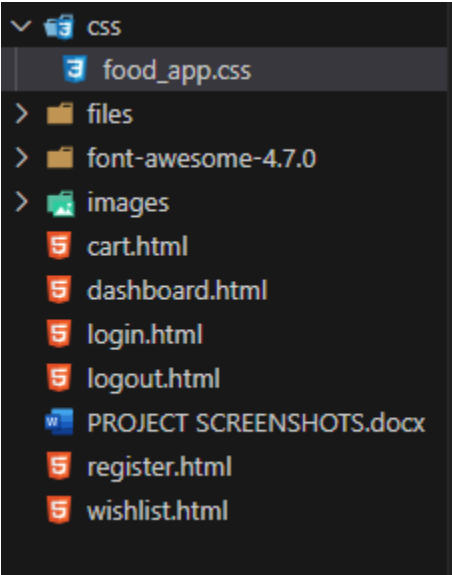 css
food_app.css
files
font-awesome-4.7.0
images
cart.html
dashboard.html
login.html
logout.html
PROJECT SCREENSHOTS.docx
register.html
wishlist.html